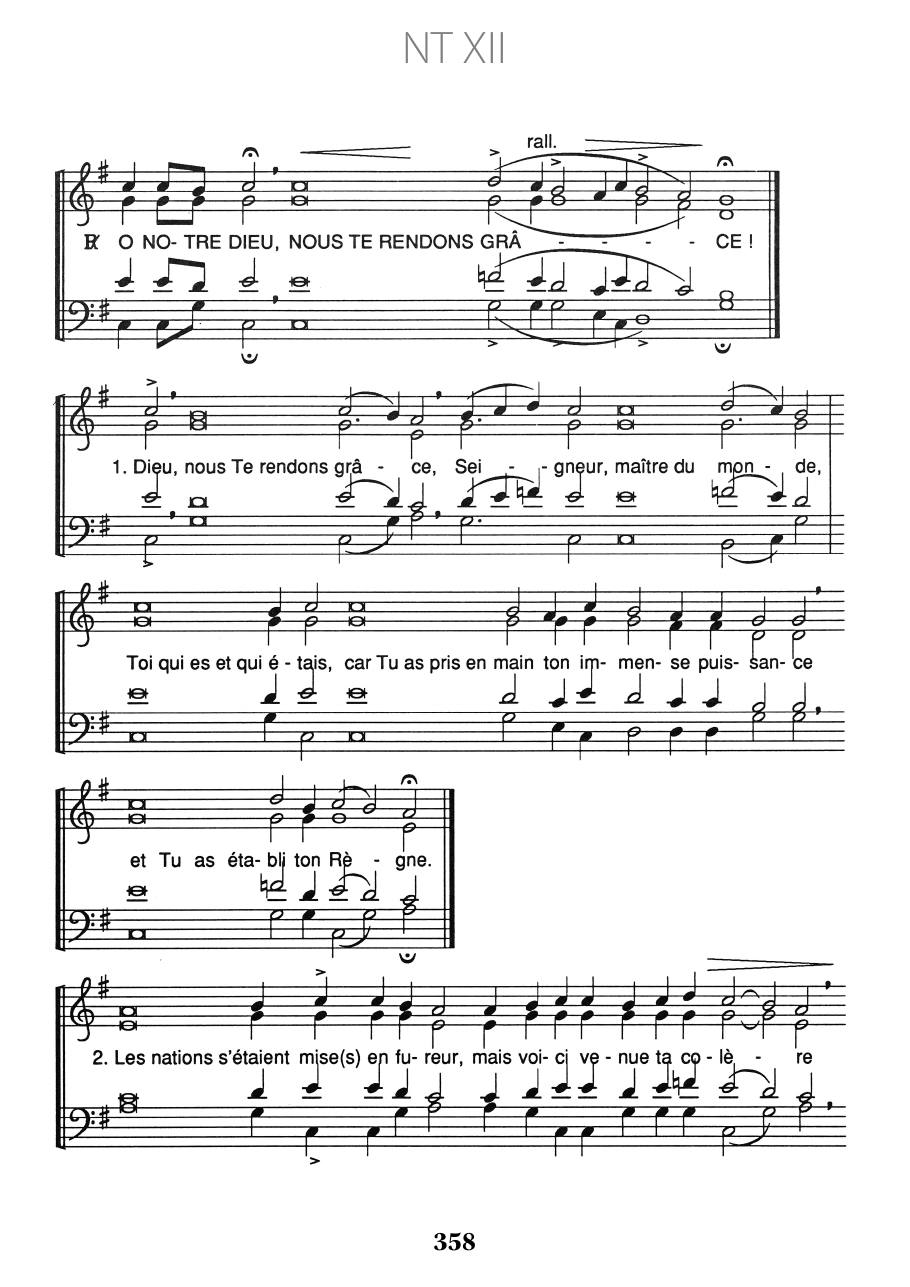 NT XII
rall.
℟ O NO- TRE DIEU, NOUS TE RENDONS GRÂ - - - - CE !
1. Dieu, nous Te rendons grâ - ce, Sei - - gneur, maître du mon - de,
Toi qui es et qui é - tais, car Tu as pris en main ton im- men- se puis- san- ce
et Tu as éta- bli ton Rè - gne.
2. Les nations s'étaient mise(s) en fu- reur, mais voi- ci ve- nue ta co - lè - re
358